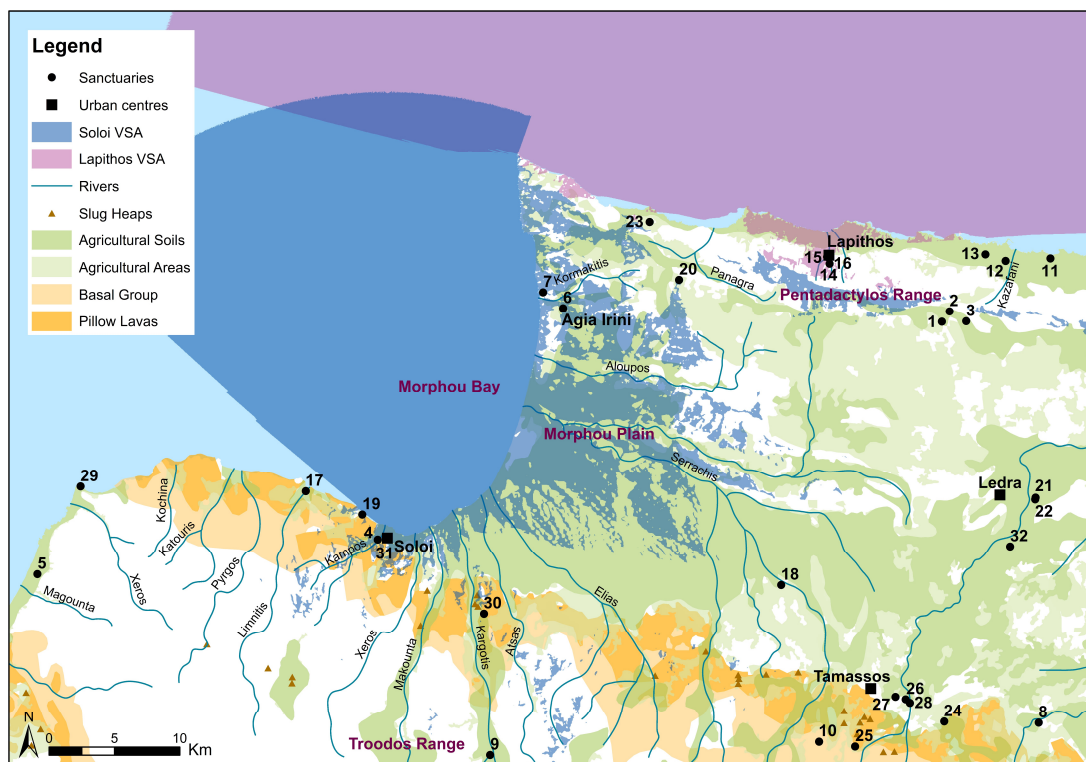 Legend
Sanctuaries
Urban centres
Soloi VSA
Lapithos VSA
Rivers
Slug Heaps
Agricultural Soils
Agricultural Areas
Basal Group
Pillow Lavas
23
Lapithos
15
16
14
13
12
11
Kazafani
7
Kormakitis
6
Agia Irini
20
Panagra
Pentadactylos Range
2
1
3
Aloupos
Morphou Bay
Morphou Plain
Serrachis
29
17
Kochina
19
Ledra
21
22
Katouris
4
Kampos
31
Soloi
32
5
Magounta
Xeros
Pyrgos
Limnitis
18
30
Elias
Xeros
Makounta
Kargotis
Atsas
Tamassos
26
27
28
24
8
10
25
Troodos Range
9
N
0
5
10
Km